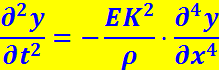 ∂²y/∂t² = − EK²/ρ · ∂⁴y/∂x⁴